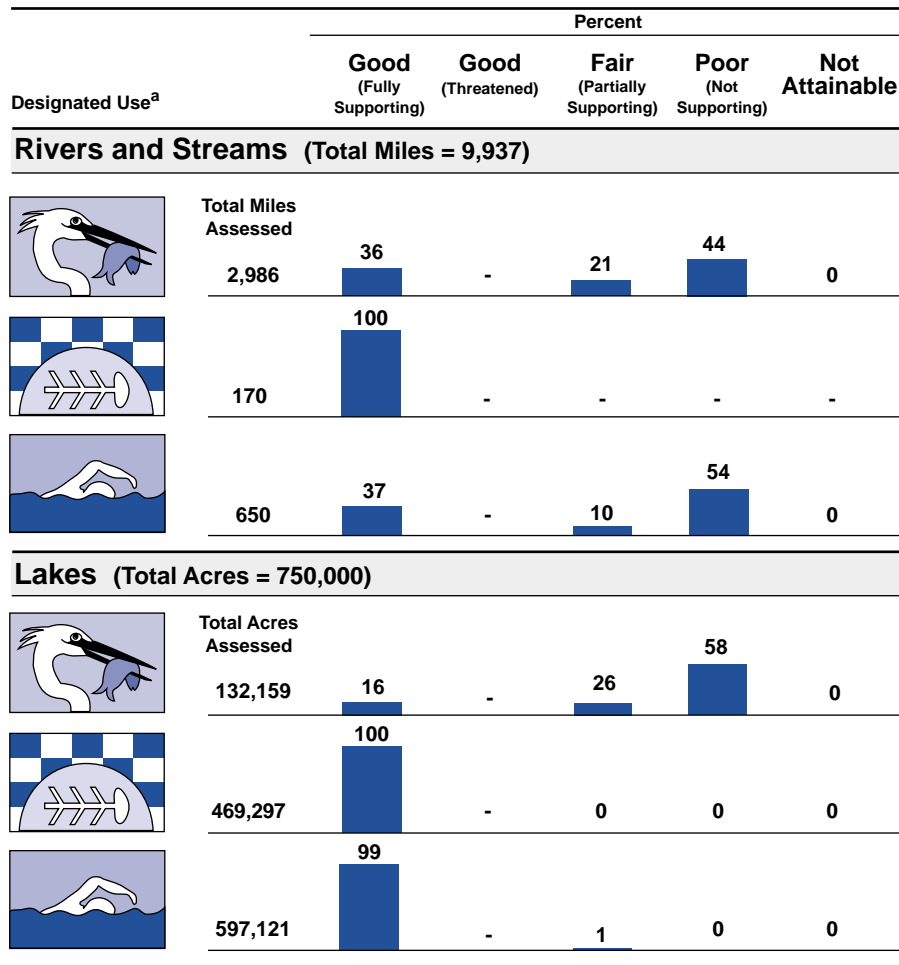 Percent
Designated Useᵃ
Good (Fully Supporting)
Good (Threatened)
Fair (Partially Supporting)
Poor (Not Supporting)
Not Attainable
Rivers and Streams (Total Miles = 9,937)
Total Miles Assessed
2,986 36 - 21 44 0
170 100 - - - -
650 37 - 10 54 0
Lakes (Total Acres = 750,000)
Total Acres Assessed
132,159 16 - 26 58 0
469,297 100 - 0 0 0
597,121 99 - 1 0 0